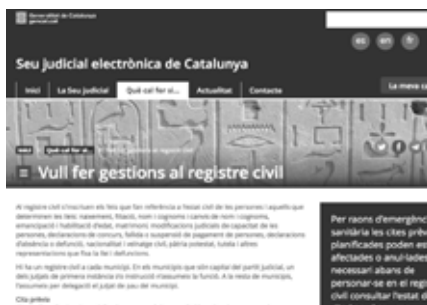 Generalitat de Catalunya
gencat.cat
es en fr
Seu judicial electrònica de Catalunya
Inici La Seu judicial Què cal fer si... Actualitat Contacte La meva ca
Inici Què cal fer si...
Vull fer gestions al registre civil
Al registre civil s'inscriuen els fets que fan referència a l'estat civil de les persones i aquells que
determinen les lleis: naixement, filiació, nom i cognoms i canvis de nom i cognoms,
emancipació i habilitació d'edat, matrimoni; modificacions judicials de capacitat de les
persones, declaracions de concurs, fallida o suspensió de pagament de persones, declaracions
d'absència o defunció, nacionalitat i veïnatge civil, pàtria potestat, tutela i altres
representacions que fixa la llei i defuncions.
Hi ha un registre civil a cada municipi. En els municipis que són capital del partit judicial, un
dels jutjats de primera instància i/o instrucció n'assumeix la funció. A la resta de municipis,
l'assumeix per delegació el jutjat de pau del municipi.
Cita prèvia
Per raons d'emergènc
sanitària les cites prèv
planificades poden est
afectades o anul·lades
necessari abans de
personar-se en el regis
civil consultar l'estat d